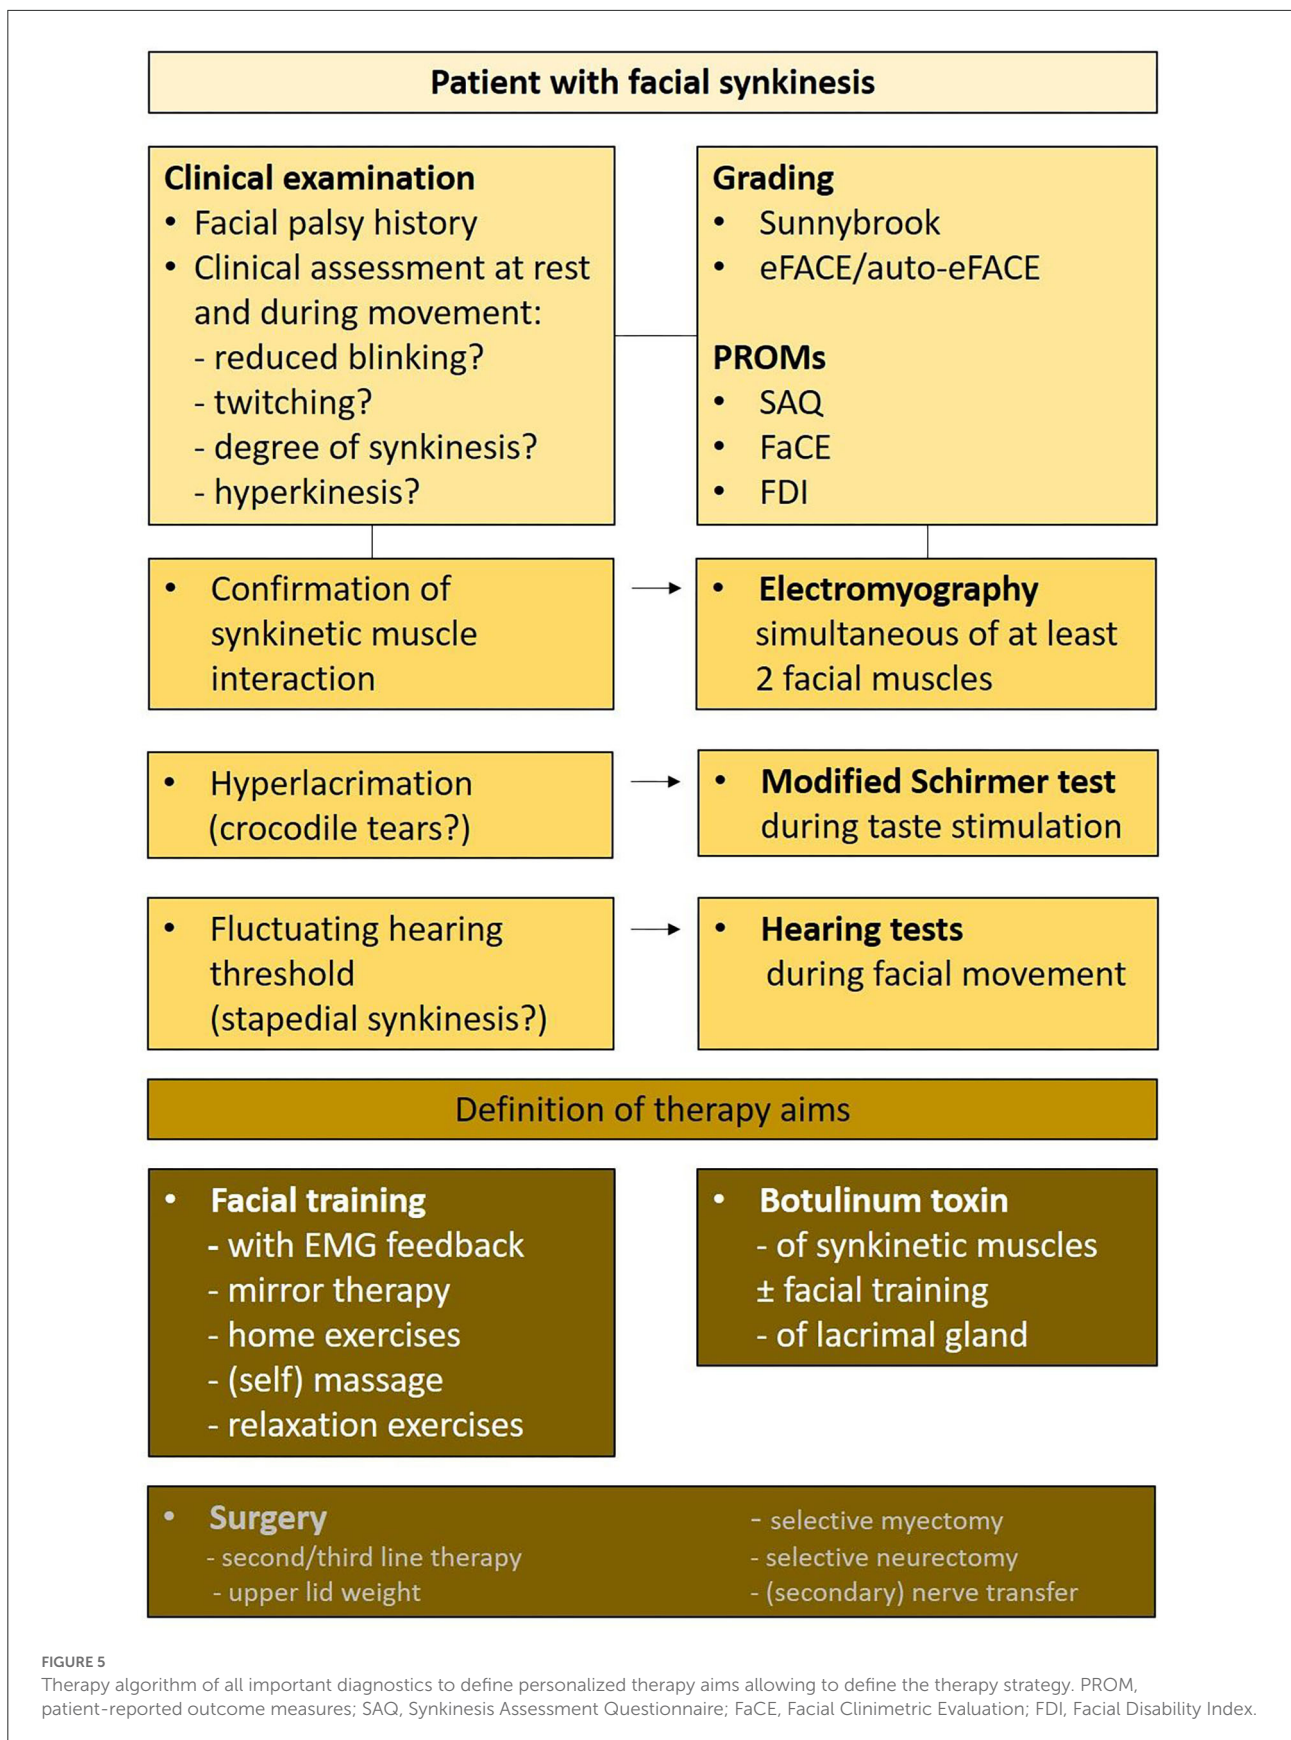 Patient with facial synkinesis
Clinical examination
• Facial palsy history
• Clinical assessment at rest
and during movement:
- reduced blinking?
- twitching?
- degree of synkinesis?
- hyperkinesis?
Grading
• Sunnybrook
• eFACE/auto-eFACE
PROMs
• SAQ
• FaCE
• FDI
• Confirmation of
synkinetic muscle
interaction
• Electromyography
simultaneous of at least
2 facial muscles
• Hyperlacrimation
(crocodile tears?)
• Modified Schirmer test
during taste stimulation
• Fluctuating hearing
threshold
(stapedial synkinesis?)
• Hearing tests
during facial movement
Definition of therapy aims
• Facial training
- with EMG feedback
- mirror therapy
- home exercises
- (self) massage
- relaxation exercises
• Botulinum toxin
- of synkinetic muscles
± facial training
- of lacrimal gland
• Surgery
- second/third line therapy
- upper lid weight
- selective myectomy
- selective neurectomy
- (secondary) nerve transfer
FIGURE 5
Therapy algorithm of all important diagnostics to define personalized therapy aims allowing to define the therapy strategy. PROM,
patient-reported outcome measures; SAQ, Synkinesis Assessment Questionnaire; FaCE, Facial Clinimetric Evaluation; FDI, Facial Disability Index.